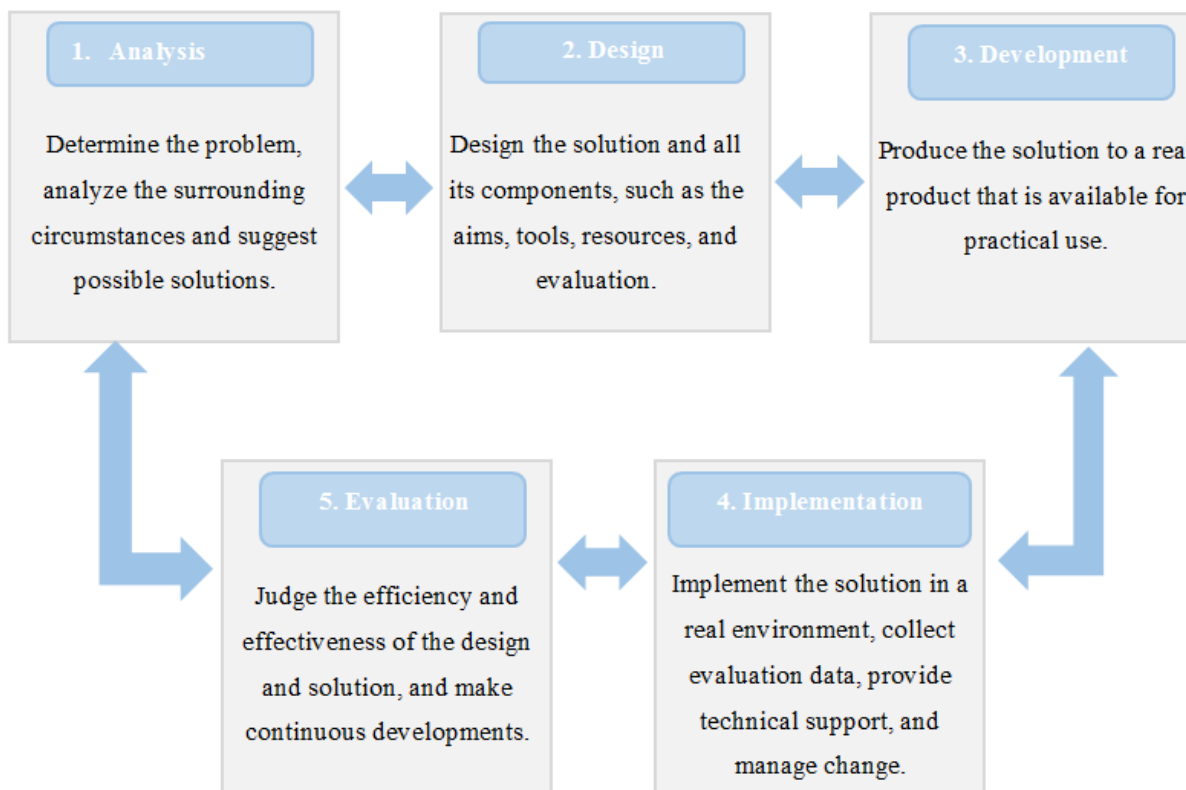 1. Analysis
Determine the problem,
analyze the surrounding
circumstances and suggest
possible solutions.
2. Design
Design the solution and all
its components, such as the
aims, tools, resources, and
evaluation.
3. Development
Produce the solution to a rea
product that is available for
practical use.
4. Implementation
Implement the solution in a
real environment, collect
evaluation data, provide
technical support, and
manage change.
5. Evaluation
Judge the efficiency and
effectiveness of the design
and solution, and make
continuous developments.